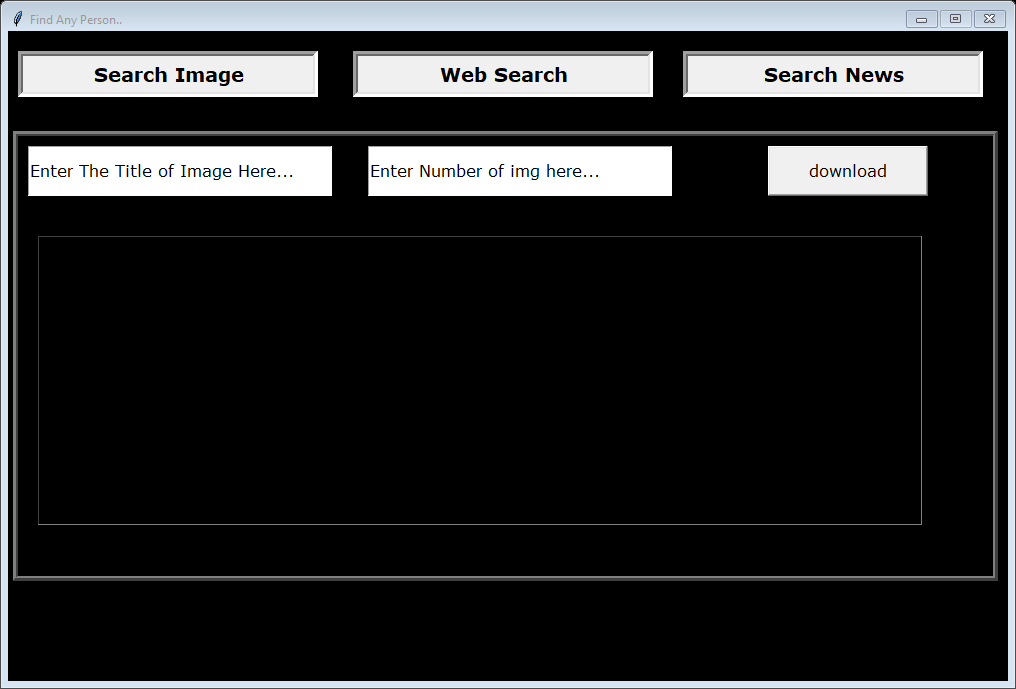 Find Any Person..
Search Image
Web Search
Search News
Enter The Title of Image Here...
Enter Number of img here...
download